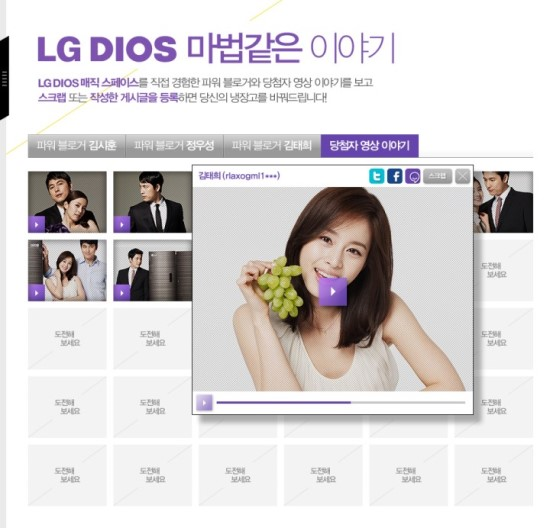 LG DIOS 마법같은 이야기
LG DIOS 매직 스페이스를 직접 경험한 파워 블로거와 당첨자 영상 이야기를 보고
스크랩 또는 작성한 게시글을 등록하면 당신의 냉장고를 바꿔드립니다!
파워 블로거 김시훈
파워 블로거 정우성
파워 블로거 김태희
당첨자 영상 이야기
김태희 (rlaxogml1***)
스크랩
도전해
보세요
도전해
보세요
도전해
보세요
도전해
보세요
도전해
보세요
도전해
보세요
도전해
보세요
도전해
보세요
도전해
보세요
도전해
보세요
도전해
보세요
도전해
보세요
도전해
보세요